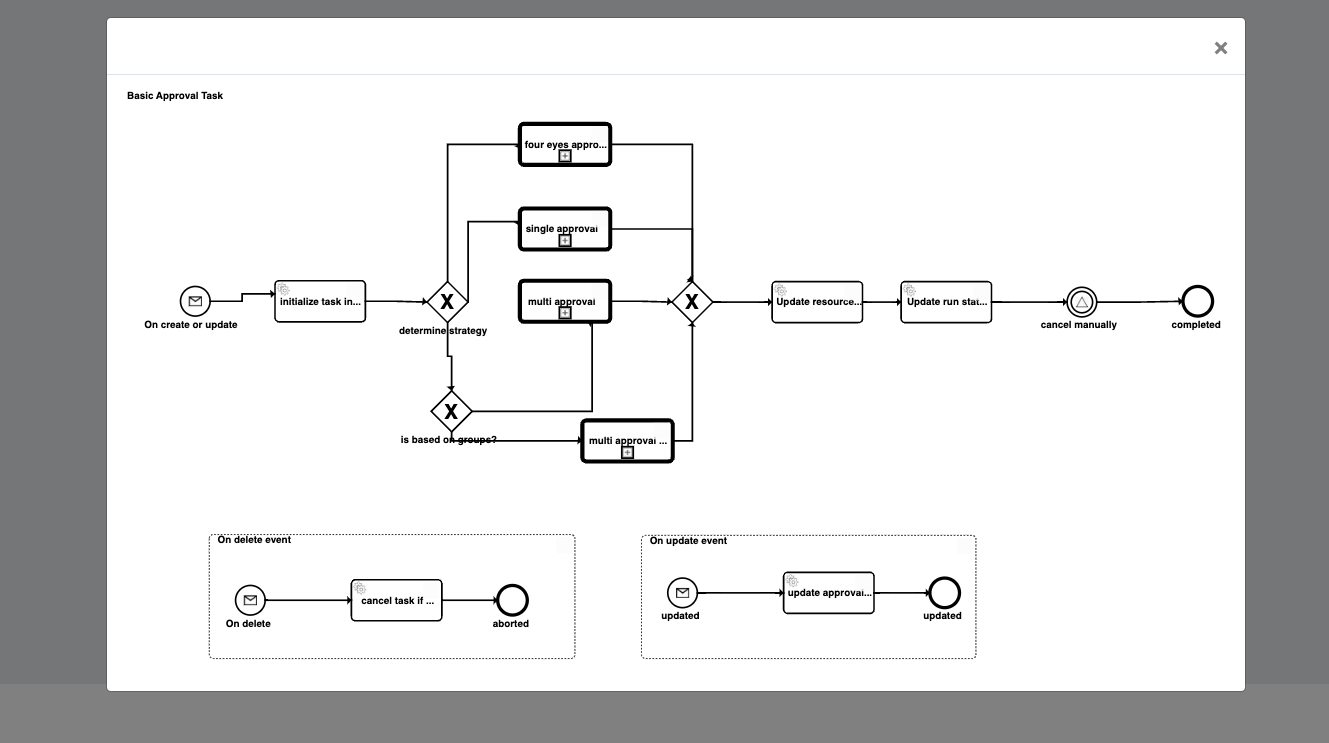 Basic Approval Task
four eyes appro...
single approval
multi approval
On create or update
initialize task in...
X
X
Update resource...
Update run stat...
determine strategy
cancel manually
completed
X
is based on groups?
multi approval ...
On delete event
On update event
cancel task if ...
update approval...
On delete
aborted
updated
updated